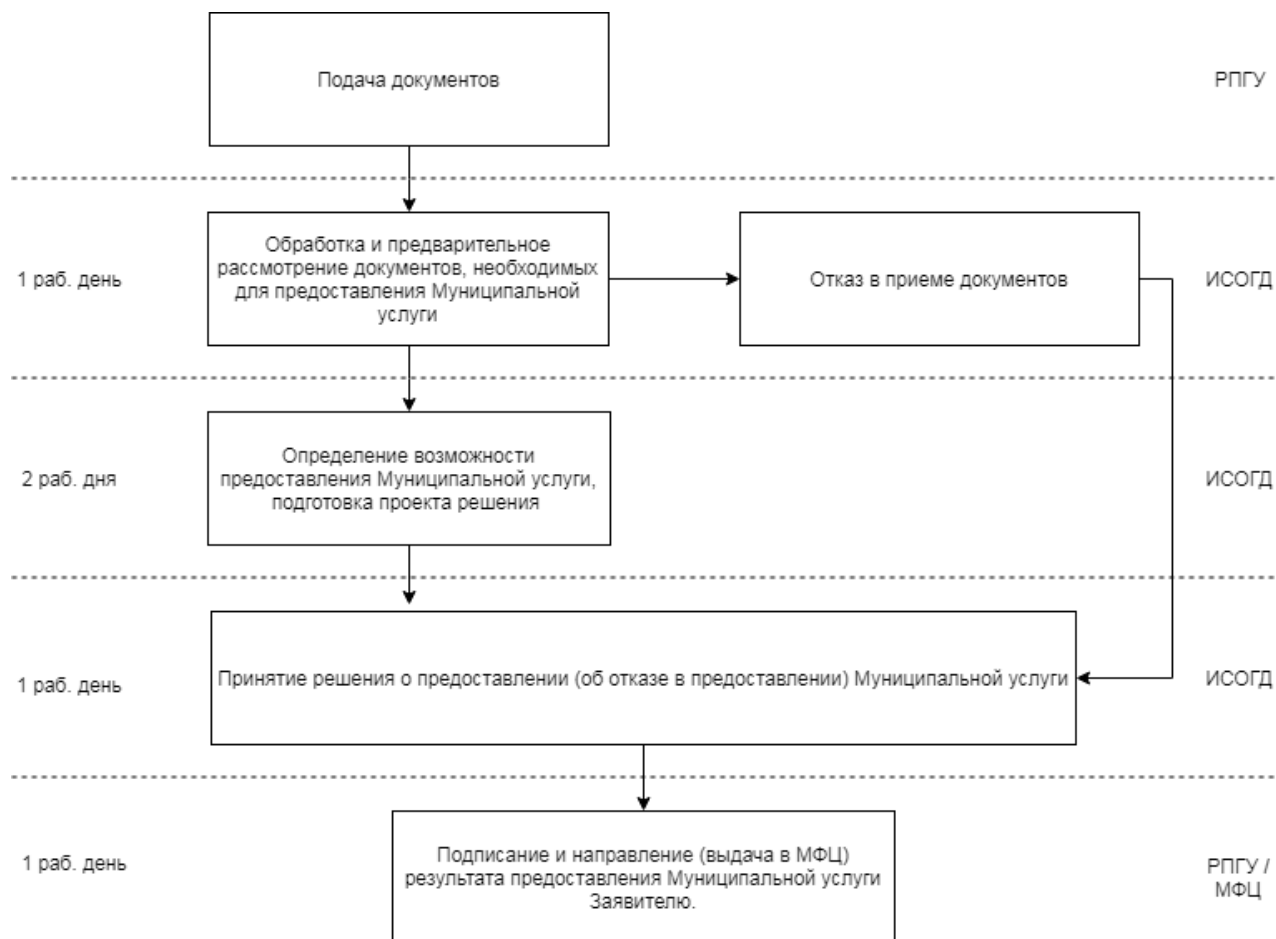 Подача документов
РПГУ
1 раб. день
Обработка и предварительное
рассмотрение документов, необходимых
для предоставления Муниципальной
услуги
Отказ в приеме документов
ИСОГД
2 раб. дня
Определение возможности
предоставления Муниципальной услуги,
подготовка проекта решения
ИСОГД
1 раб. день
Принятие решения о предоставлении (об отказе в предоставлении) Муниципальной услуги
ИСОГД
1 раб. день
Подписание и направление (выдача в МФЦ)
результата предоставления Муниципальной услуги
Заявителю.
РПГУ /
МФЦ